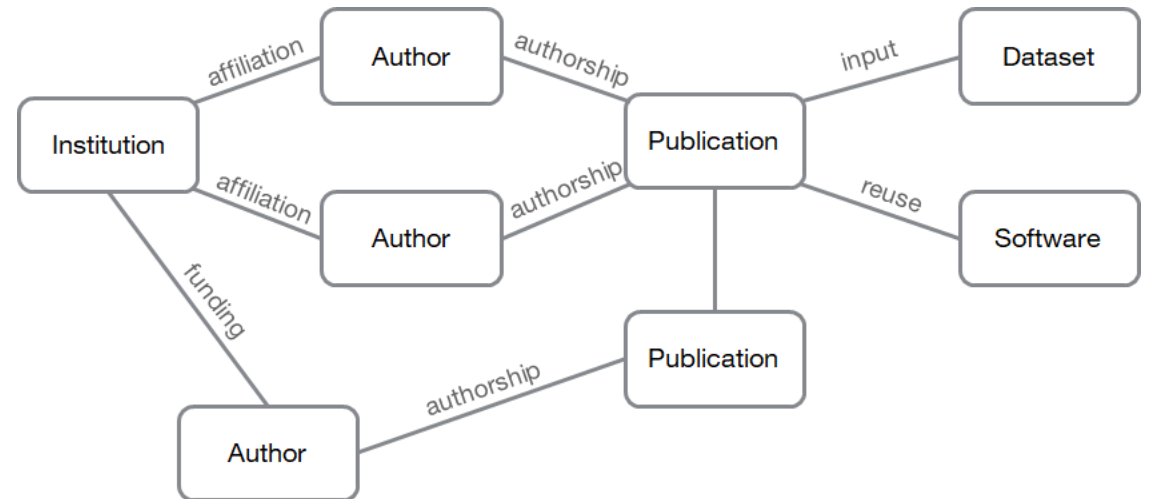 affiliation
Author
authorship
input
Dataset
Institution
Publication
affiliation
Author
authorship
reuse
Software
funding
Publication
authorship
Author